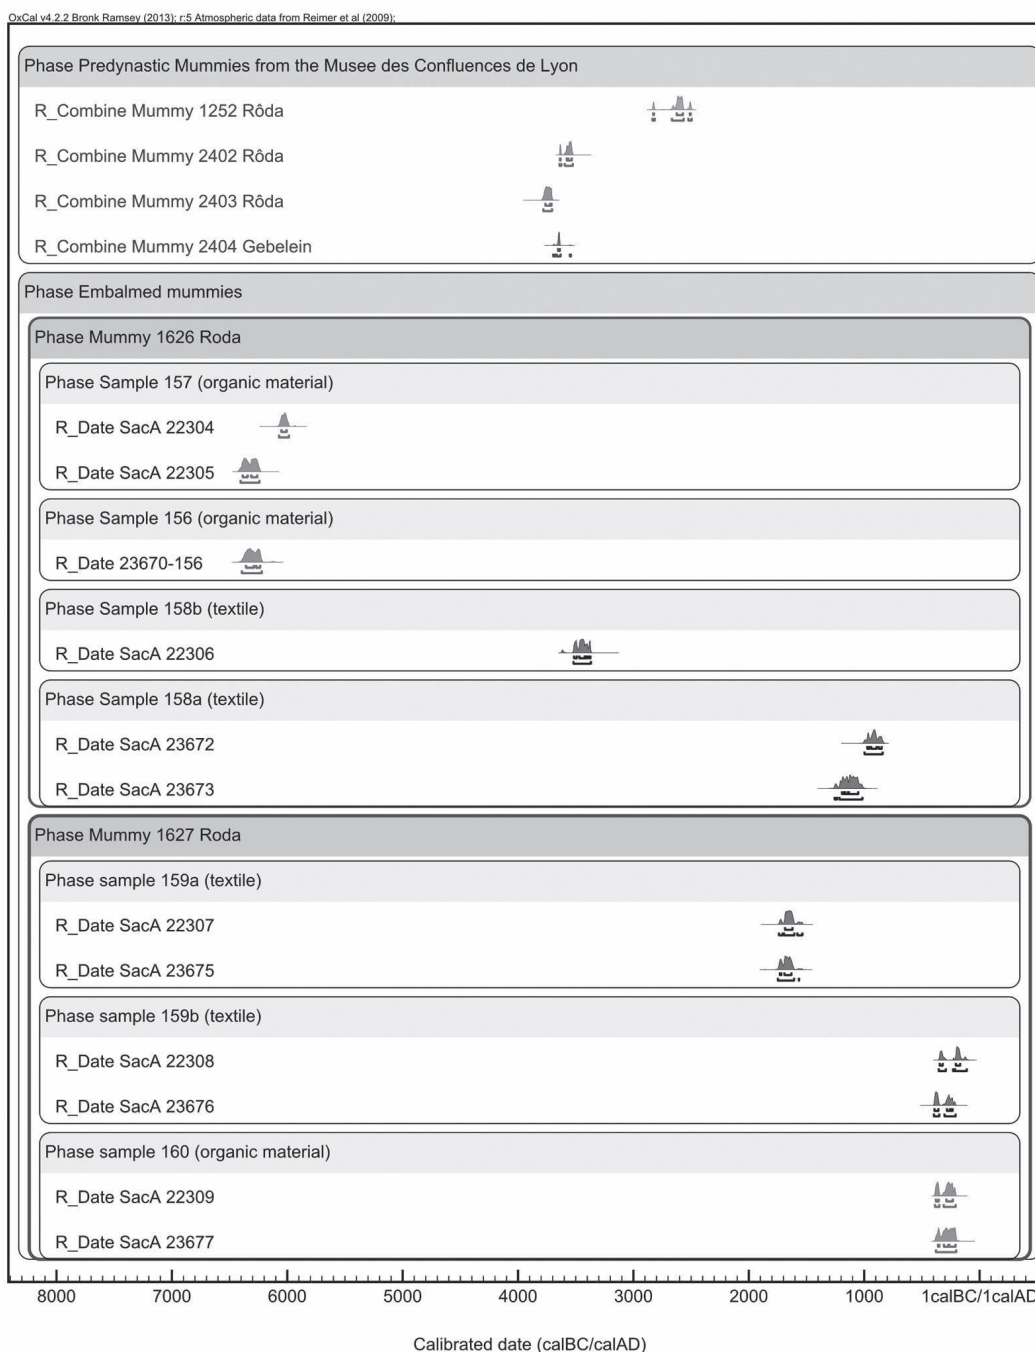 OxCal v4.2.2 Bronk Ramsey (2013); r:5 Atmospheric data from Reimer et al (2009);
Phase Predynastic Mummies from the Musee des Confluences de Lyon
R_Combine Mummy 1252 Rôda
R_Combine Mummy 2402 Rôda
R_Combine Mummy 2403 Rôda
R_Combine Mummy 2404 Gebelein
Phase Embalmed mummies
Phase Mummy 1626 Roda
Phase Sample 157 (organic material)
R_Date SacA 22304
R_Date SacA 22305
Phase Sample 156 (organic material)
R_Date 23670-156
Phase Sample 158b (textile)
R_Date SacA 22306
Phase Sample 158a (textile)
R_Date SacA 23672
R_Date SacA 23673
Phase Mummy 1627 Roda
Phase sample 159a (textile)
R_Date SacA 22307
R_Date SacA 23675
Phase sample 159b (textile)
R_Date SacA 22308
R_Date SacA 23676
Phase sample 160 (organic material)
R_Date SacA 22309
R_Date SacA 23677
8000 7000 6000 5000 4000 3000 2000 1000 1calBC/1calAD
Calibrated date (calBC/calAD)